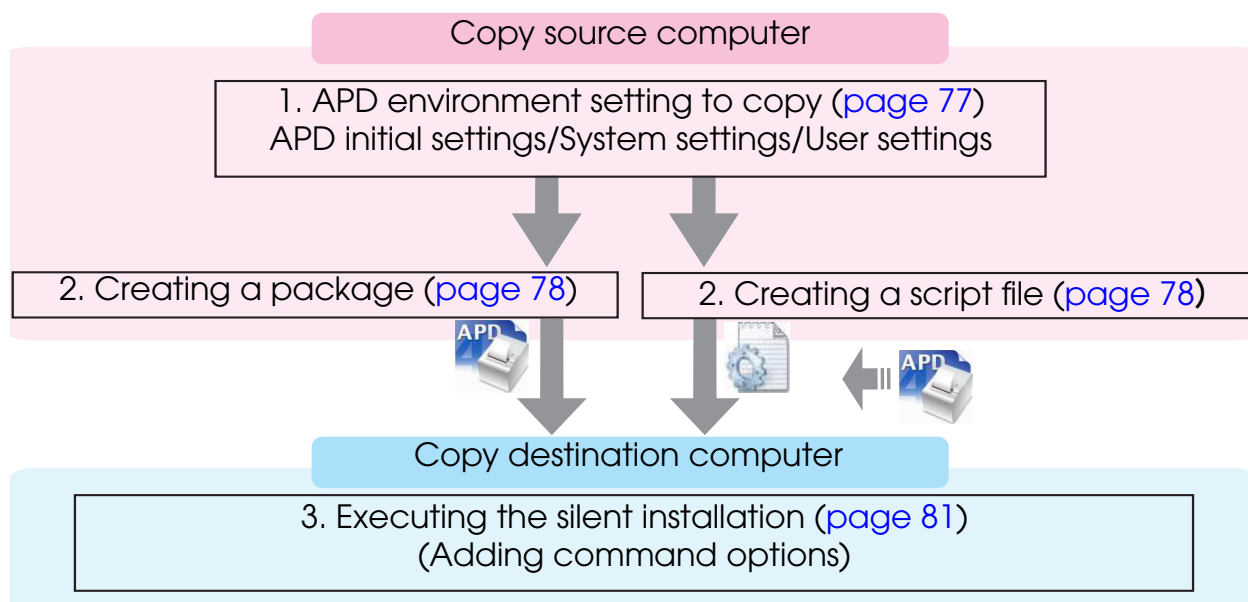 Copy source computer
1. APD environment setting to copy (page 77)
APD initial settings/System settings/User settings
2. Creating a package (page 78)
2. Creating a script file (page 78)
APD
APD
Copy destination computer
3. Executing the silent installation (page 81)
(Adding command options)